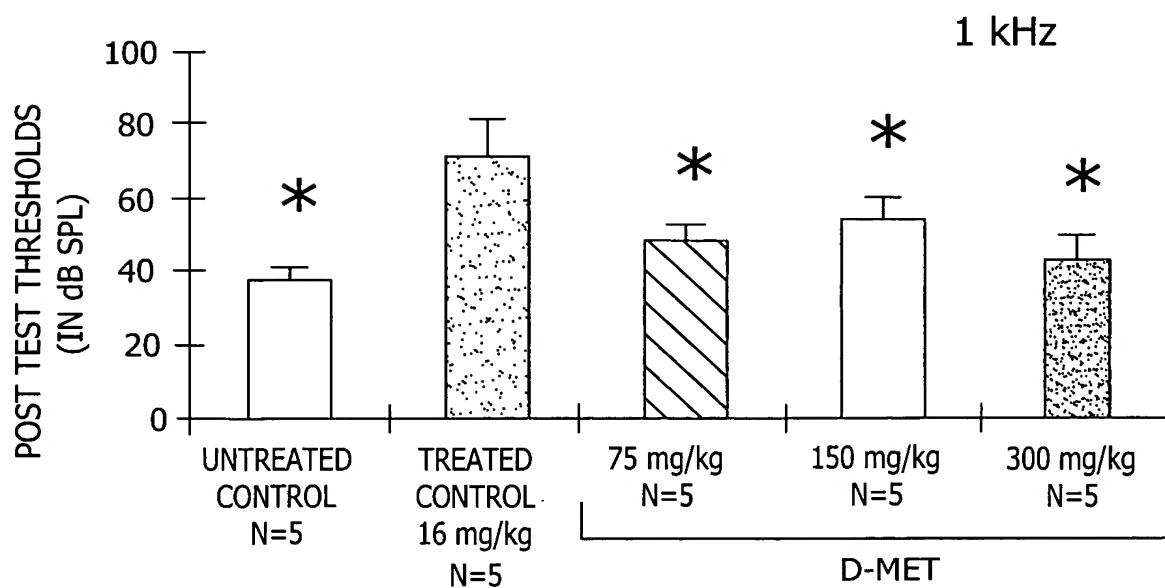 1 kHz
POST TEST THRESHOLDS
(IN dB SPL)
100
80
60
40
20
0
*
*
*
*
UNTREATED
CONTROL
N=5
TREATED
CONTROL
16 mg/kg
N=5
75 mg/kg
N=5
150 mg/kg
N=5
300 mg/kg
N=5
D-MET